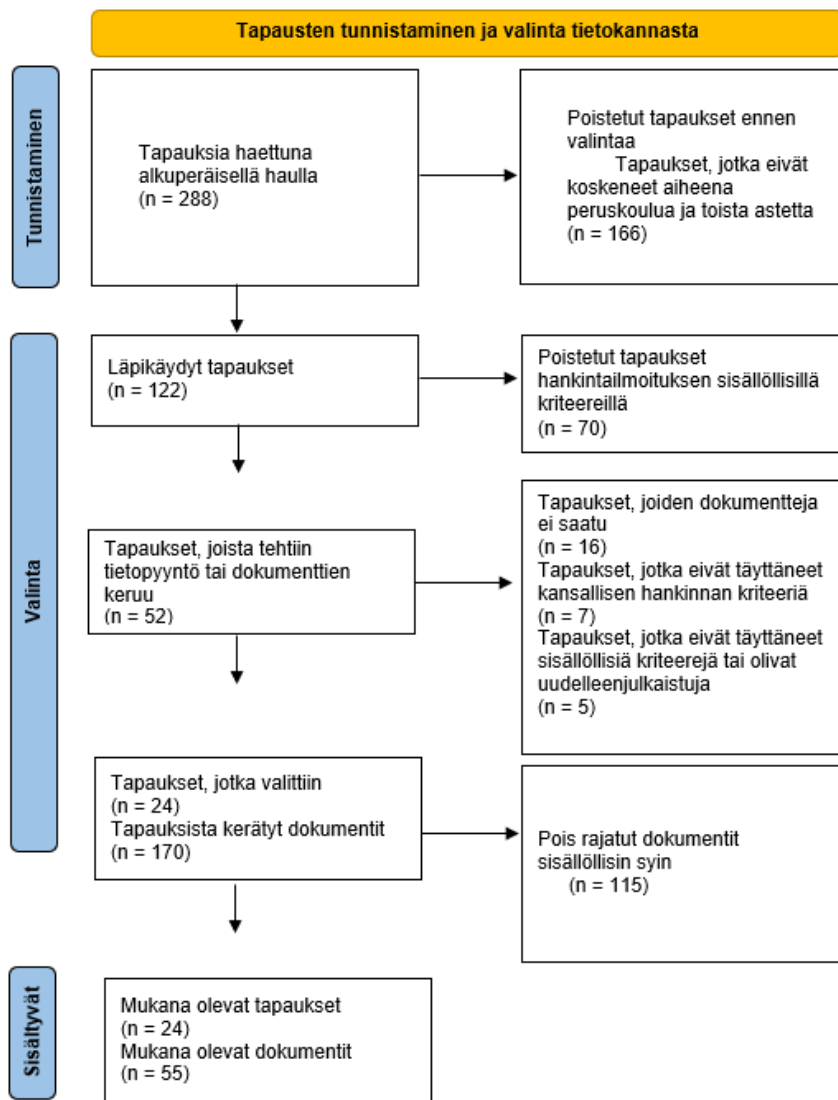 Tapausten tunnistaminen ja valinta tietokannasta
Tunnistaminen
Tapauksia haettuna
alkuperäisellä haulla
(n = 288)
Poistetut tapaukset ennen
valintaa
Tapaukset, jotka eivät
koskeneet aiheena
peruskoulua ja toista astetta
(n = 166)
Valinta
Läpikäydyt tapaukset
(n = 122)
Poistetut tapaukset
hankintailmoituksen sisällöllisillä
kriteereillä
(n = 70)
Tapaukset, joista tehtiin
tietopyyntö tai dokumenttien
keruu
(n = 52)
Tapaukset, joiden dokumentteja
ei saatu
(n = 16)
Tapaukset, jotka eivät täyttäneet
kansallisen hankinnan kriteeriä
(n = 7)
Tapaukset, jotka eivät täyttäneet
sisällöllisiä kriteerejä tai olivat
uudelleenjulkaistuja
(n = 5)
Tapaukset, jotka valittiin
(n = 24)
Tapauksista kerätyt dokumentit
(n = 170)
Pois rajatut dokumentit
sisällöllisin syin
(n = 115)
Sisältyvät
Mukana olevat tapaukset
(n = 24)
Mukana olevat dokumentit
(n = 55)